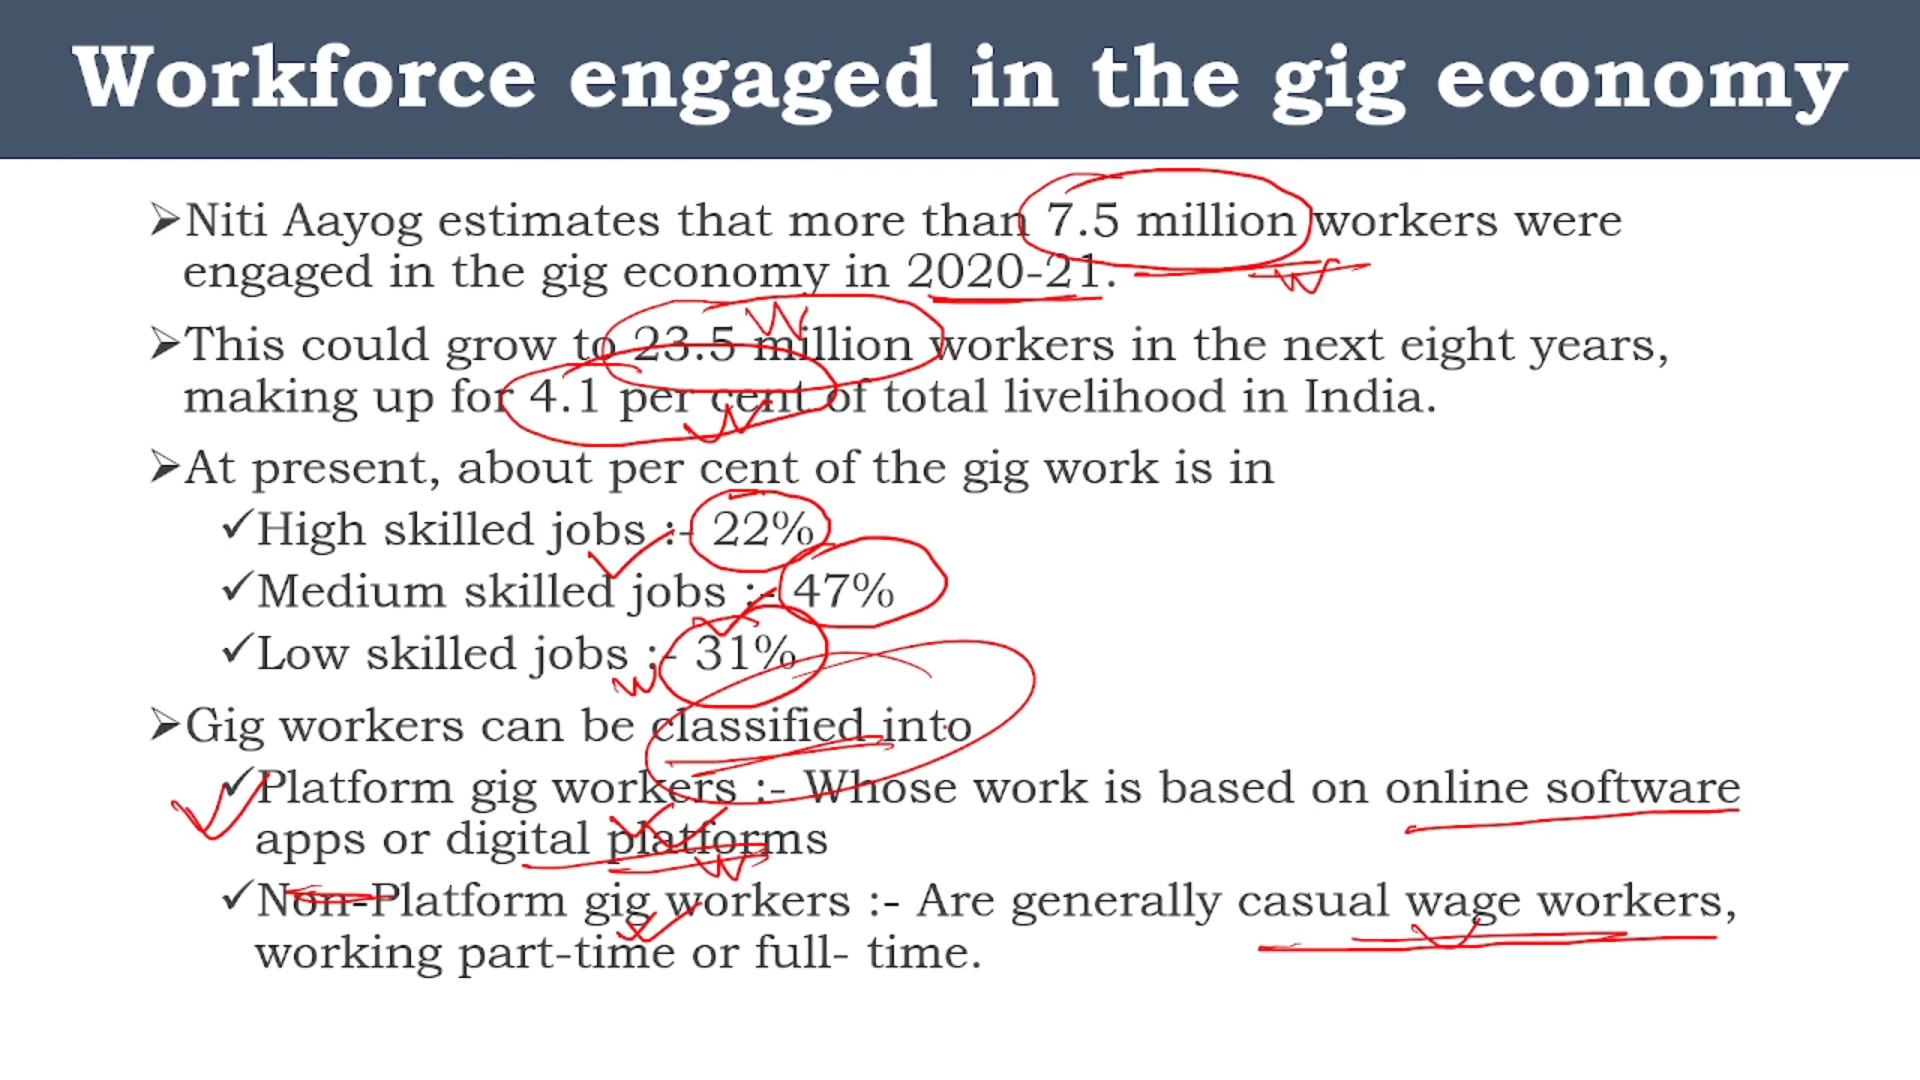 Workforce engaged in the gig economy
➢Niti Aayog estimates that more than 7.5 million workers were
engaged in the gig economy in 2020-21.
➢This could grow to 23.5 million workers in the next eight years,
making up for 4.1 per cent of total livelihood in India.
➢At present, about per cent of the gig work is in
✓High skilled jobs :- 22%
✓Medium skilled jobs :- 47%
✓Low skilled jobs :- 31%
➢Gig workers can be classified into
✓Platform gig workers :- Whose work is based on online software
apps or digital platforms
✓Non-Platform gig workers :- Are generally casual wage workers,
working part-time or full- time.